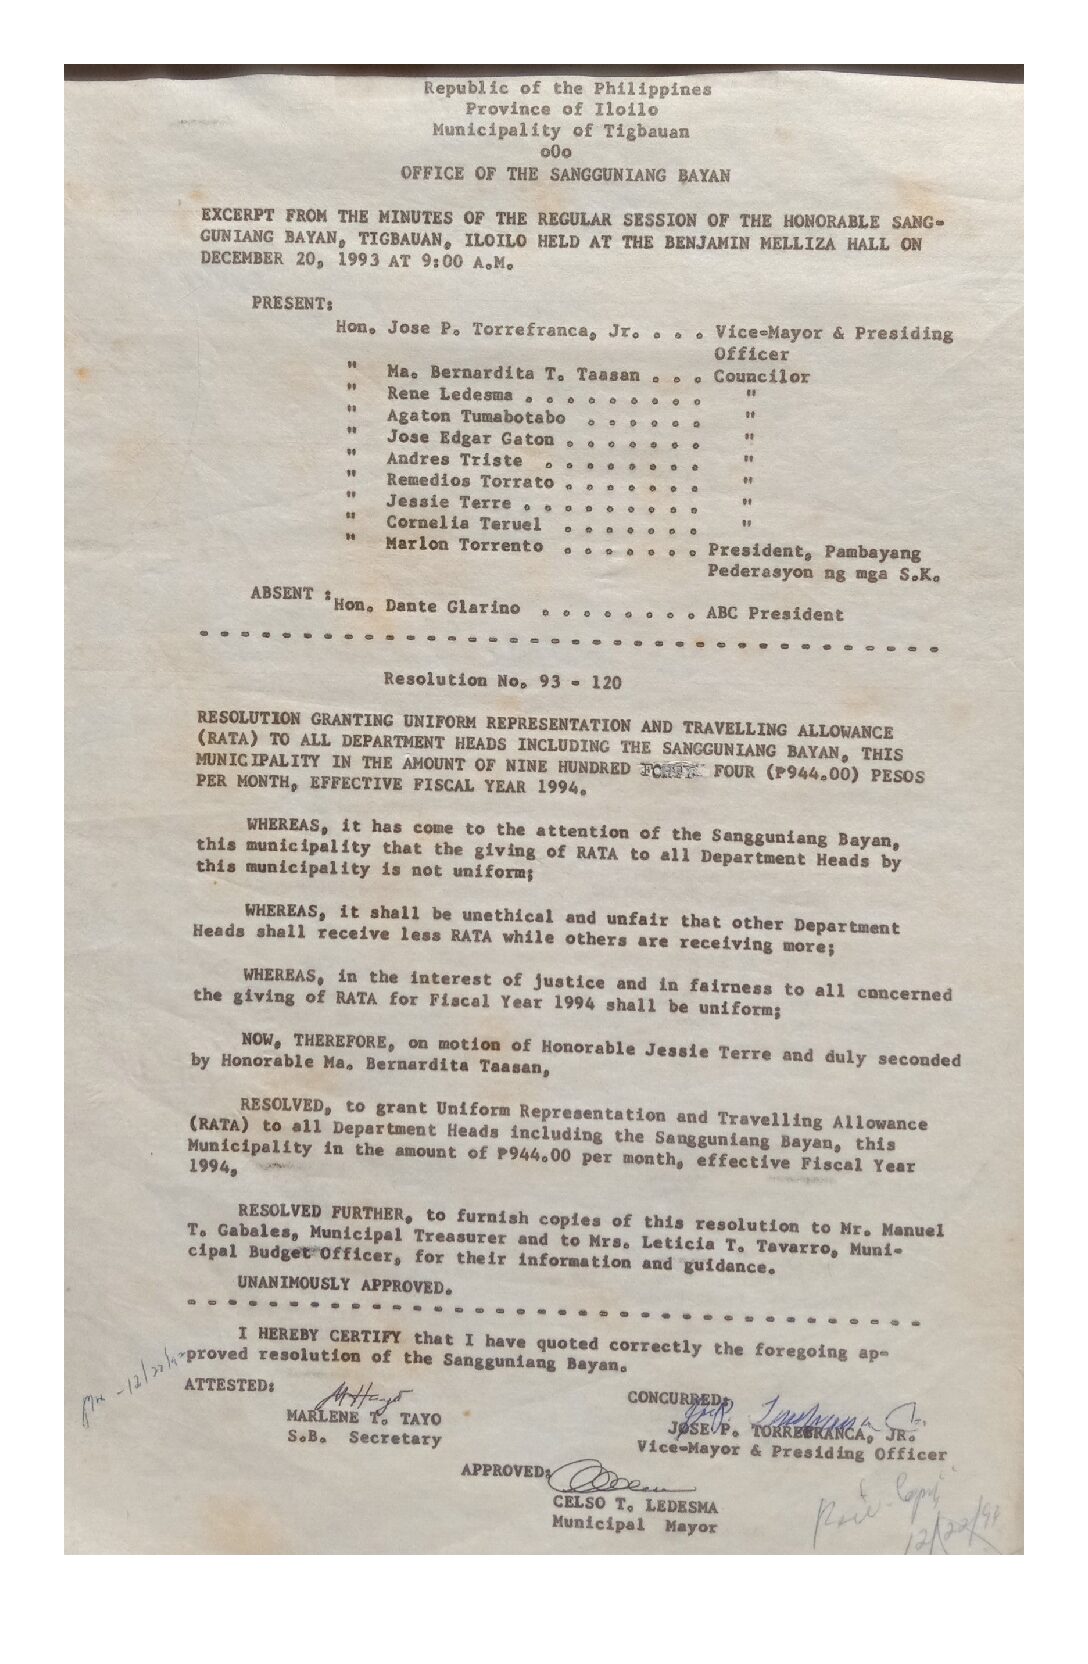 Republic of the Philippines
Province of Iloilo
Municipality of Tigbauan
oOo
OFFICE OF THE SANGGUNIANG BAYAN
EXCERPT FROM THE MINUTES OF THE REGULAR SESSION OF THE HONORABLE SANG-
GUNIANG BAYAN, TIGBAUAN, ILOILO HELD AT THE BENJAMIN MELLIZA HALL ON
DECEMBER 20, 1993 AT 9:00 A.M.
PRESENT:
Hon. Jose P. Torrefranca, Jr. . . . Vice-Mayor & Presiding
Officer
" Ma. Bernardita T. Taasan . . . Councilor
" Rene Ledesma . . . . . . . . . "
" Agaton Tumabotabo . . . . . . "
" Jose Edgar Gaton . . . . . . . "
" Andres Triste . . . . . . . . "
" Remedios Torrato . . . . . . . "
" Jessie Terre . . . . . . . . . "
" Cornelia Teruel . . . . . . . "
" Marlon Torrento . . . . . . . President, Pambayang
Pederasyon ng mga S.K.
ABSENT :
Hon. Dante Glarino . . . . . . . . ABC President
- - - - - - - - - - - - - - - - - - - - - - - - - - - - - - - - - - - - -
Resolution No. 93 - 120
RESOLUTION GRANTING UNIFORM REPRESENTATION AND TRAVELLING ALLOWANCE
(RATA) TO ALL DEPARTMENT HEADS INCLUDING THE SANGGUNIANG BAYAN, THIS
MUNICIPALITY IN THE AMOUNT OF NINE HUNDRED FOUR (₱944.00) PESOS
PER MONTH, EFFECTIVE FISCAL YEAR 1994.
WHEREAS, it has come to the attention of the Sangguniang Bayan,
this municipality that the giving of RATA to all Department Heads by
this municipality is not uniform;
WHEREAS, it shall be unethical and unfair that other Department
Heads shall receive less RATA while others are receiving more;
WHEREAS, in the interest of justice and in fairness to all concerned
the giving of RATA for Fiscal Year 1994 shall be uniform;
NOW, THEREFORE, on motion of Honorable Jessie Terre and duly seconded
by Honorable Ma. Bernardita Taasan,
RESOLVED, to grant Uniform Representation and Travelling Allowance
(RATA) to all Department Heads including the Sangguniang Bayan, this
Municipality in the amount of ₱944.00 per month, effective Fiscal Year
1994,
RESOLVED FURTHER, to furnish copies of this resolution to Mr. Manuel
T. Gabales, Municipal Treasurer and to Mrs. Leticia T. Tavarro, Muni-
cipal Budget Officer, for their information and guidance.
UNANIMOUSLY APPROVED.
- - - - - - - - - - - - - - - - - - - - - - - - - - - - - - - - - - - -
I HEREBY CERTIFY that I have quoted correctly the foregoing ap-
proved resolution of the Sangguniang Bayan.
ATTESTED:
MARLENE T. TAYO
S.B. Secretary
CONCURRED:
JOSE P. TORREFRANCA, JR.
Vice-Mayor & Presiding Officer
APPROVED:
CELSO T. LEDESMA
Municipal Mayor
12/22/93